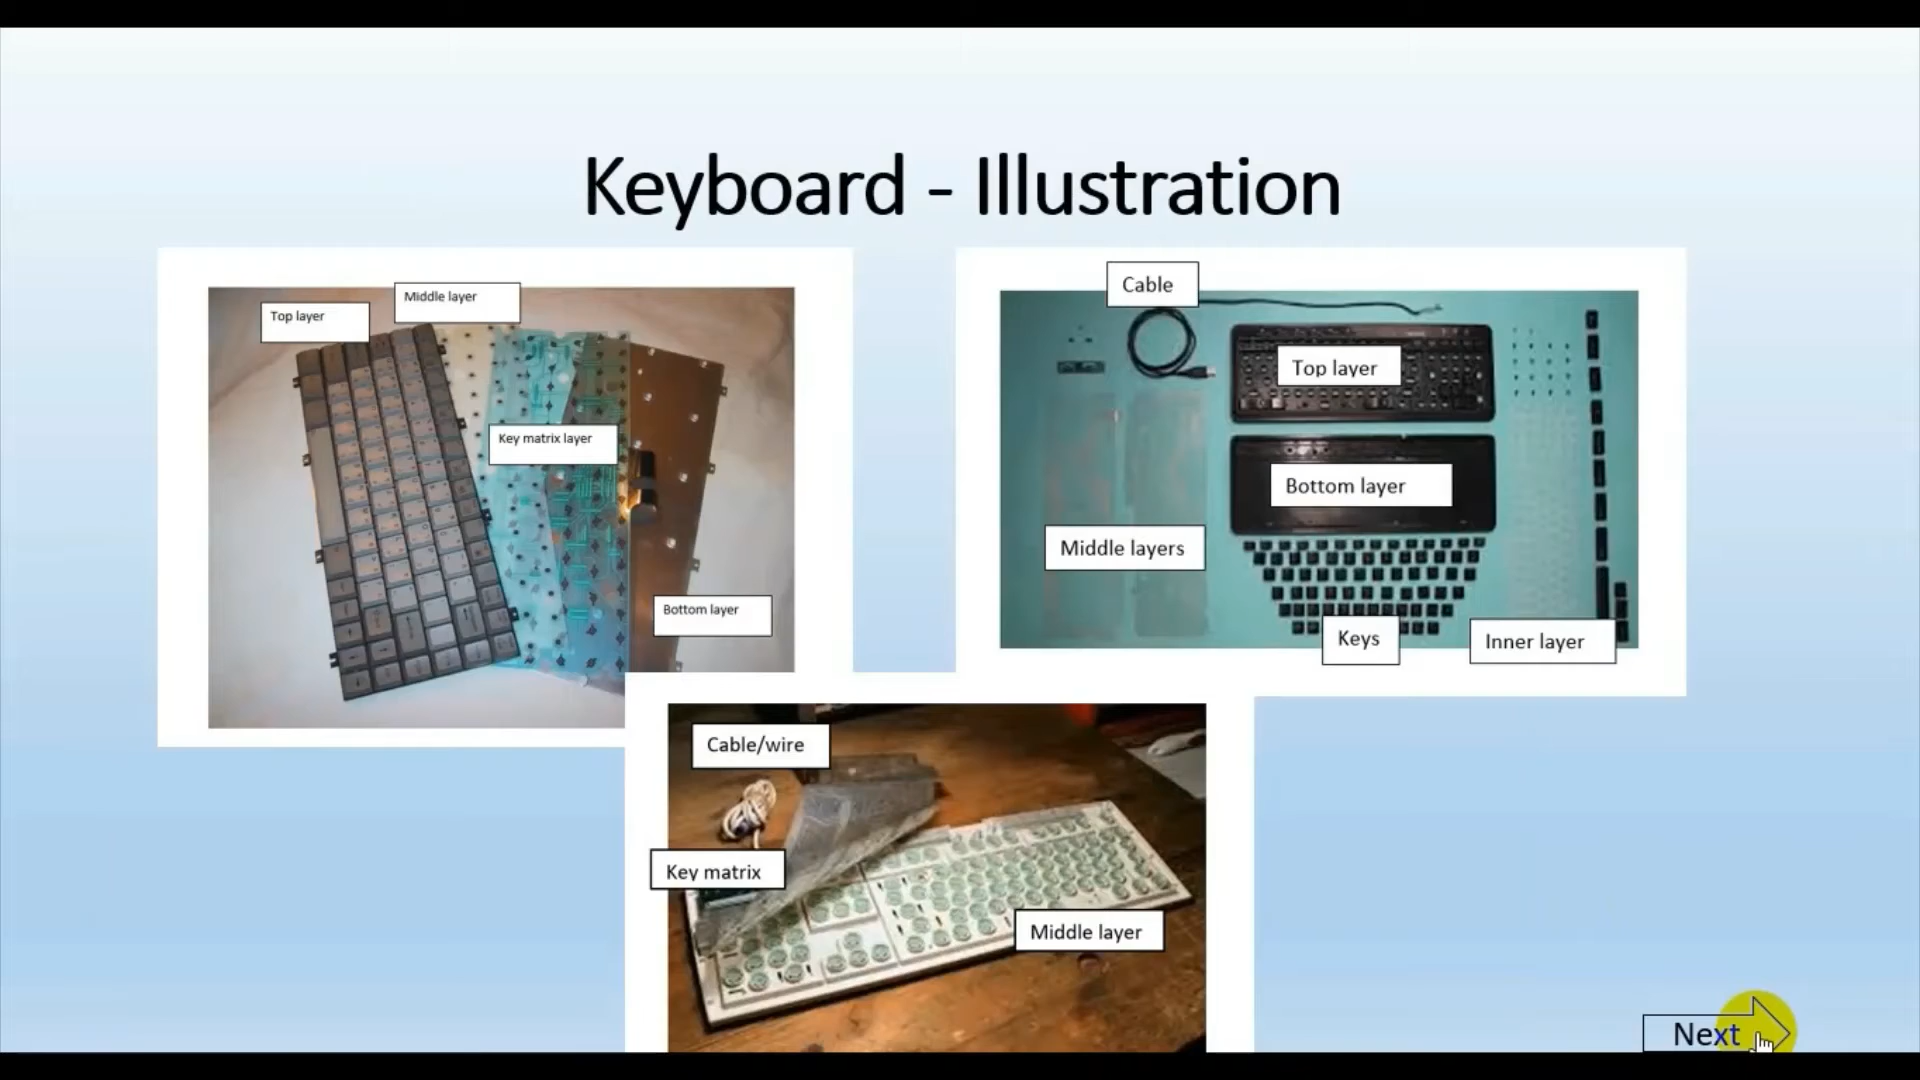 Keyboard - Illustration
Top layer
Middle layer
Key matrix layer
Bottom layer
Cable
Top layer
Bottom layer
Middle layers
Keys
Inner layer
Cable/wire
Key matrix
Middle layer
Next